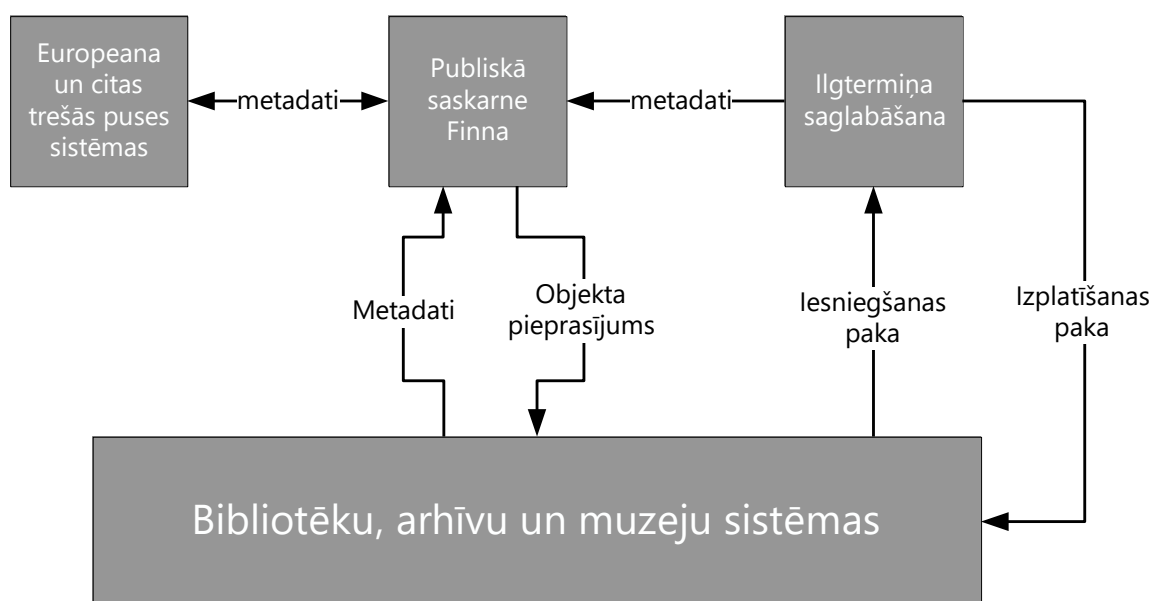 Europeana
un citas
trešās puses
sistēmas
metadati
Publiskā
saskarne
Finna
metadati
Ilgtermiņa
saglabāšana
Metadati
Objekta
pieprasījums
Iesniegšanas
paka
Izplatīšanas
paka
Bibliotēku, arhīvu un muzeju sistēmas